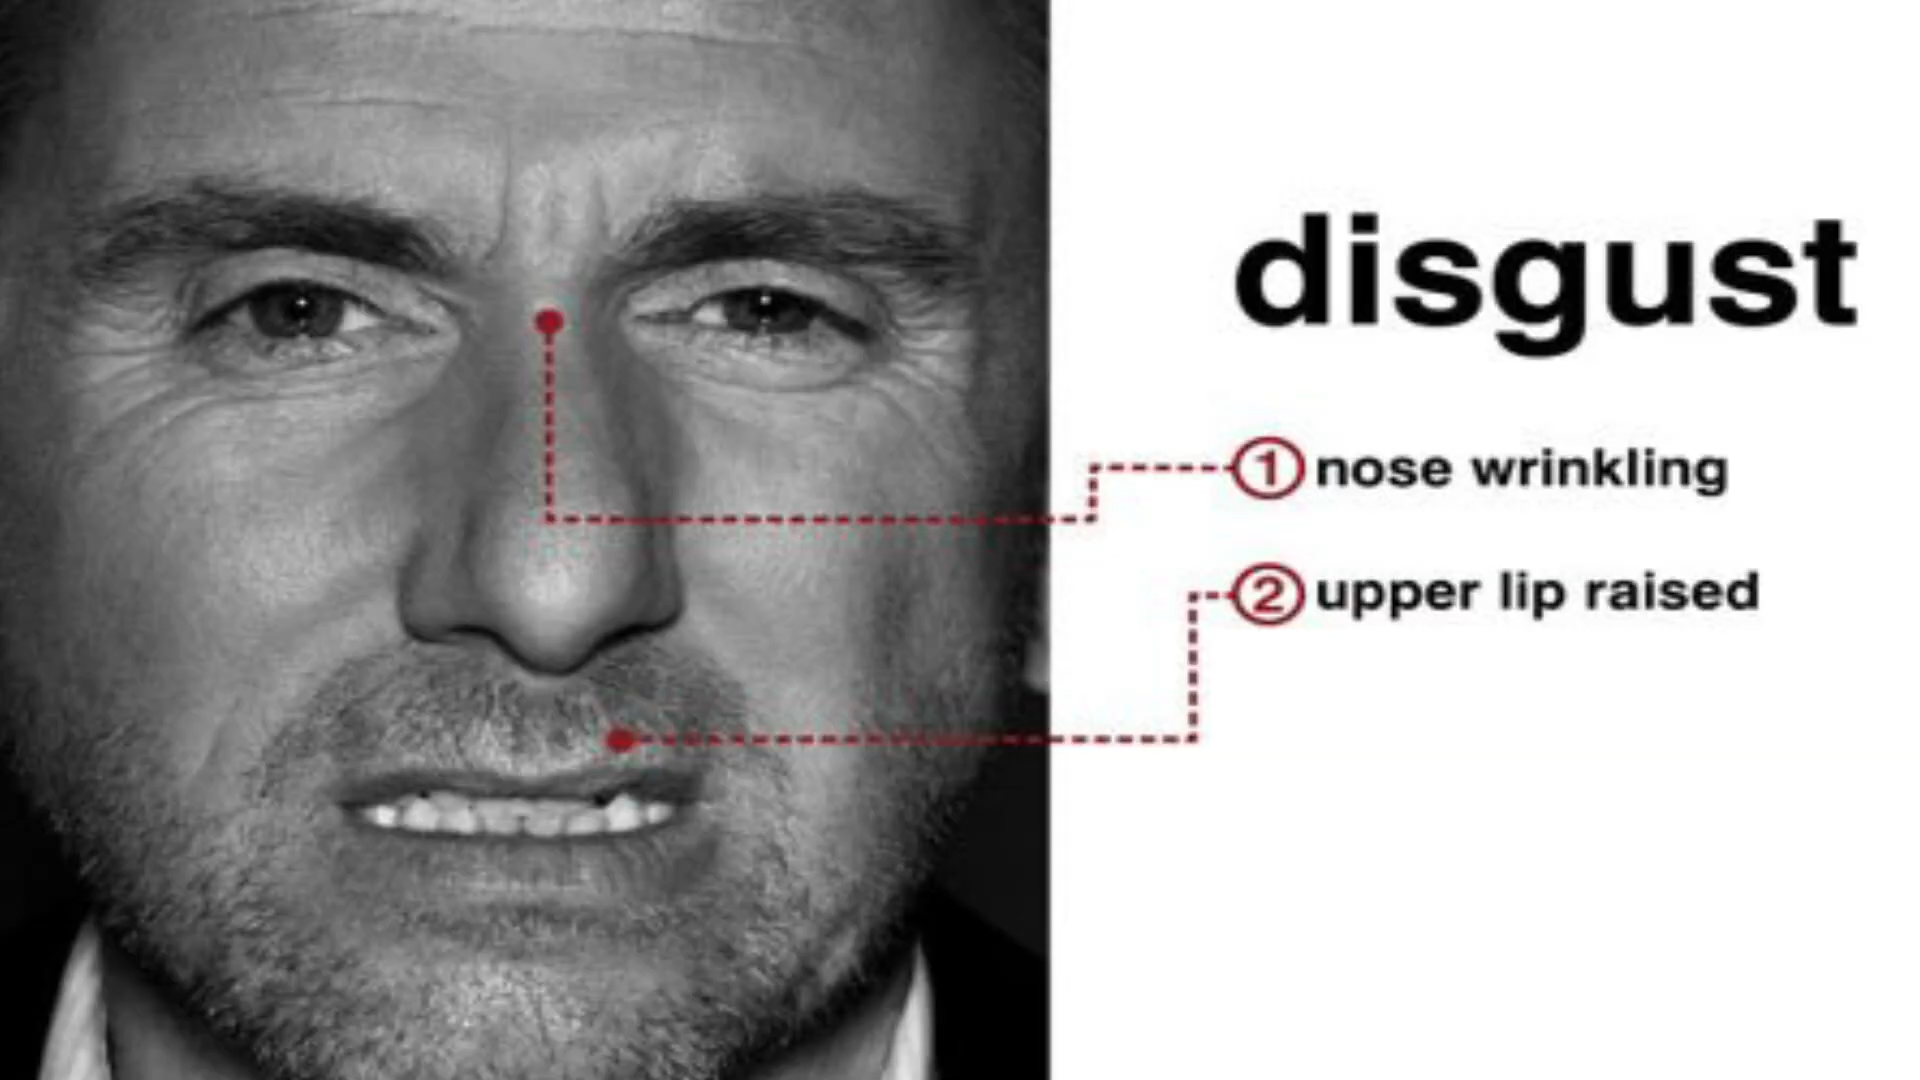 disgust
① nose wrinkling
② upper lip raised